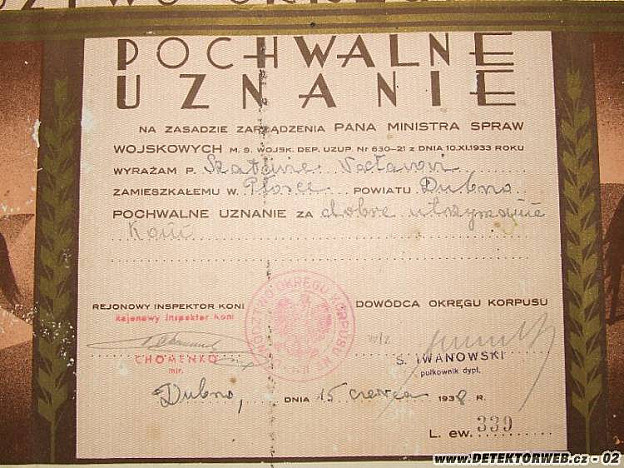 POCHWALNE
UZNANIE
NA ZASADZIE ZARZĄDZENIA PANA MINISTRA SPRAW
WOJSKOWYCH M. S. WOJSK. DEP. UZUP. Nr 630-21 z DNIA 10.XI.1933 ROKU
WYRAŻAM P.
ZAMIESZKAŁEMU W POWIATU Dubno
POCHWALNE UZNANIE ZA dobre utrzymanie
Koni
REJONOWY INSPEKTOR KONI DOWÓDCA OKRĘGU KORPUSU
Rejonowy Inspektor Koni
CHOMENKO S. IWANOWSKI
mjr. pułkownik dypl.
Dubno, DNIA 15 czerwca 1938 R.
L. ew. 339
www.DETEKTORWEB.cz - 02